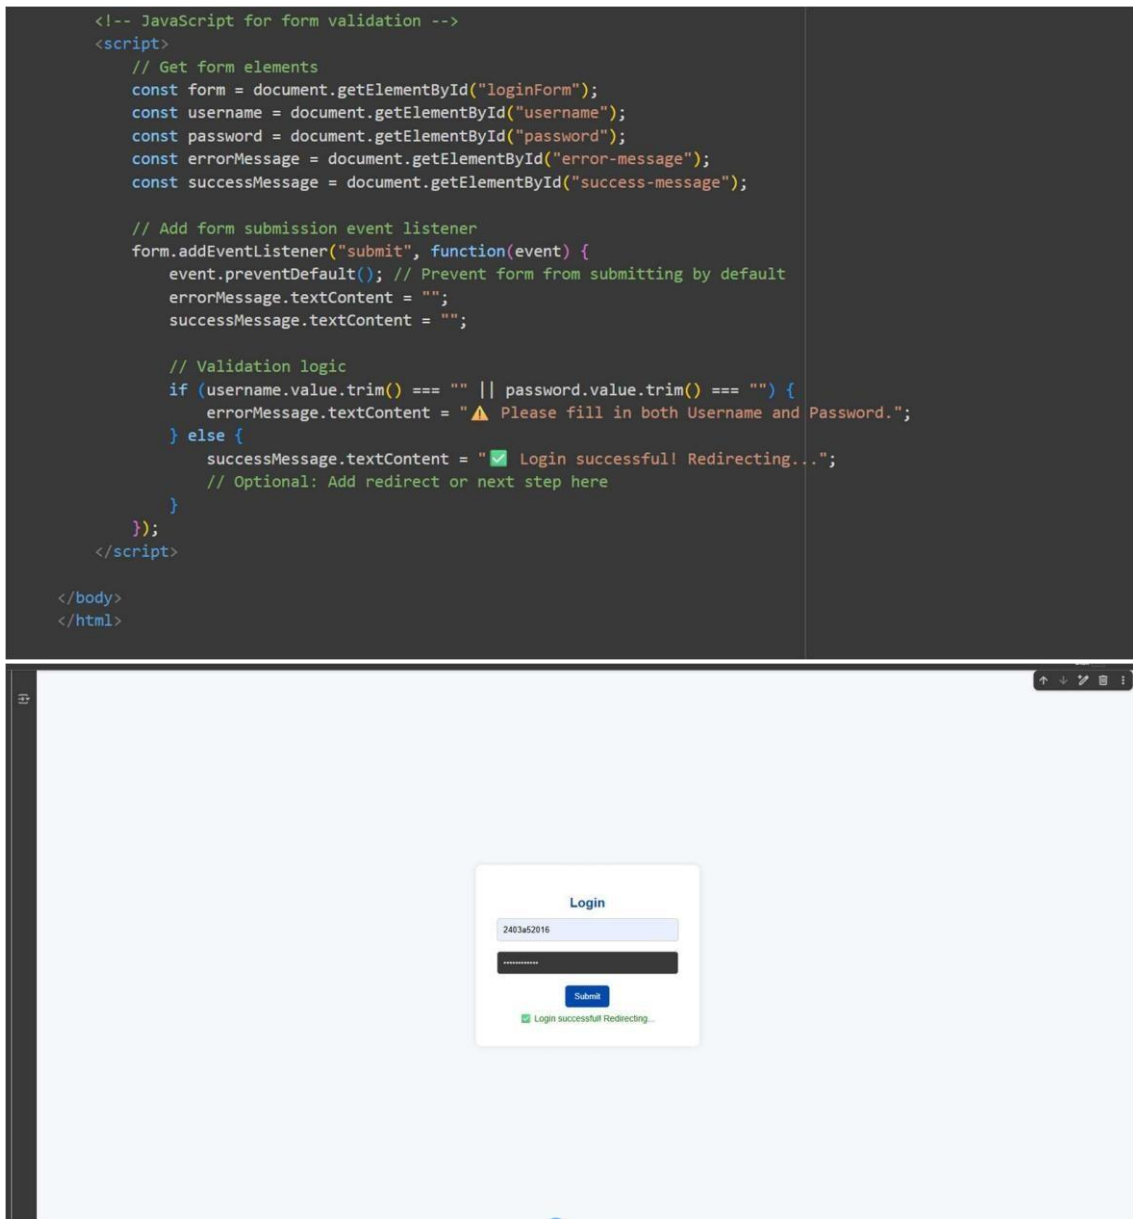 <!-- JavaScript for form validation -->
<script>
// Get form elements
const form = document.getElementById("loginForm");
const username = document.getElementById("username");
const password = document.getElementById("password");
const errorMessage = document.getElementById("error-message");
const successMessage = document.getElementById("success-message");
// Add form submission event listener
form.addEventListener("submit", function(event) {
event.preventDefault(); // Prevent form from submitting by default
errorMessage.textContent = "";
successMessage.textContent = "";
// Validation logic
if (username.value.trim() === "" || password.value.trim() === "") {
errorMessage.textContent = "⚠️ Please fill in both Username and Password.";
} else {
successMessage.textContent = "✅ Login successful! Redirecting...";
// Optional: Add redirect or next step here
}
});
</script>
</body>
</html>
Login
2403a52016
............
Submit
✅ Login successful! Redirecting...